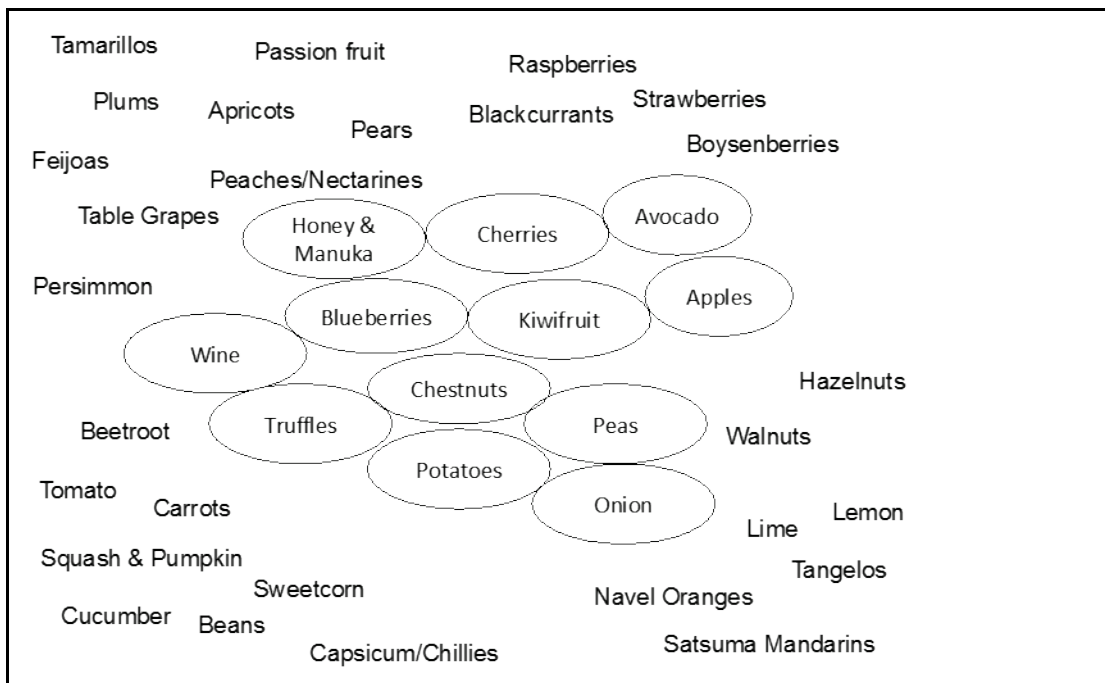 Tamarillos
Passion fruit
Raspberries
Plums
Apricots
Pears
Blackcurrants
Strawberries
Boysenberries
Feijoas
Peaches/Nectarines
Table Grapes
Honey &
Manuka
Cherries
Avocado
Persimmon
Blueberries
Kiwifruit
Apples
Wine
Chestnuts
Hazelnuts
Beetroot
Truffles
Peas
Walnuts
Potatoes
Tomato
Carrots
Onion
Lemon
Lime
Squash & Pumpkin
Tangelos
Sweetcorn
Navel Oranges
Cucumber
Beans
Capsicum/Chillies
Satsuma Mandarins